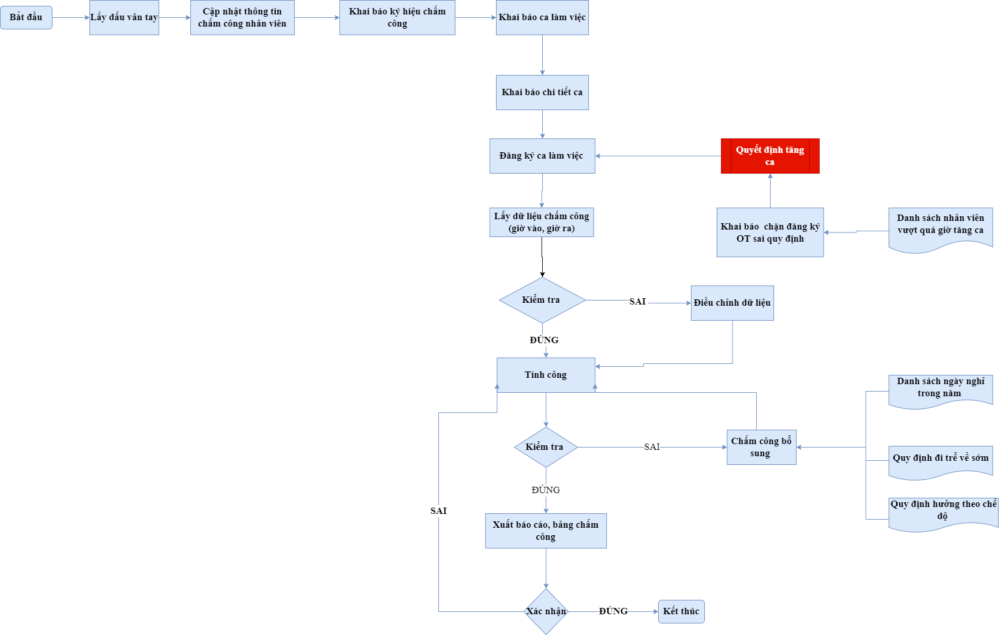 Bắt đầu
Lấy dấu vân tay
Cập nhật thông tin
chấm công nhân viên
Khai báo ký hiệu chấm
công
Khai báo ca làm việc
Khai báo chi tiết ca
Đăng ký ca làm việc
Quyết định tăng
ca
Lấy dữ liệu chấm công
(giờ vào, giờ ra)
Khai báo  chặn đăng ký
OT sai quy định
Danh sách nhân viên
vượt quá giờ tăng ca
Kiểm tra
SAI
Điều chỉnh dữ liệu
ĐÚNG
Tính công
Danh sách ngày nghỉ
trong năm
Kiểm tra
SAI
Chấm công bổ
sung
Quy định đi trễ về sớm
ĐÚNG
SAI
Quy định hưởng theo chế
dộ
Xuất báo cáo, bảng chấm
công
Xác nhận
ĐÚNG
Kết thúc